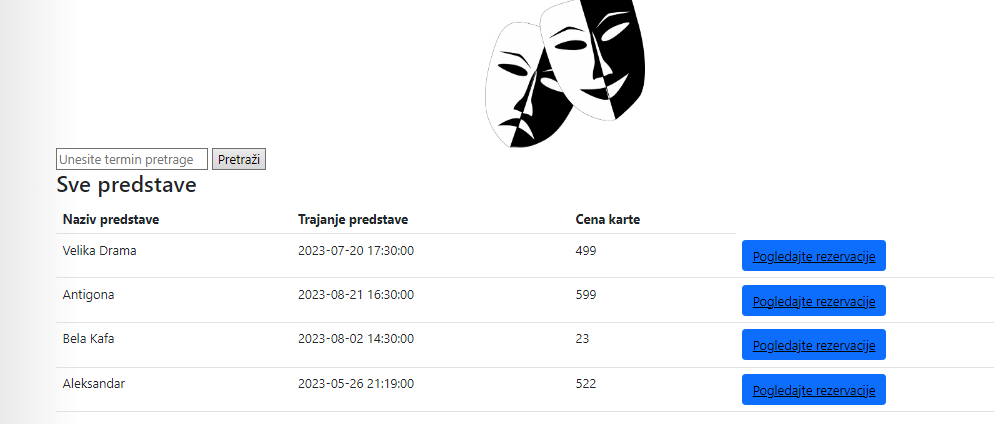 Unesite termin pretrage Pretraži
Sve predstave
Naziv predstave Trajanje predstave Cena karte
Velika Drama 2023-07-20 17:30:00 499 Pogledajte rezervacije
Antigona 2023-08-21 16:30:00 599 Pogledajte rezervacije
Bela Kafa 2023-08-02 14:30:00 23 Pogledajte rezervacije
Aleksandar 2023-05-26 21:19:00 522 Pogledajte rezervacije